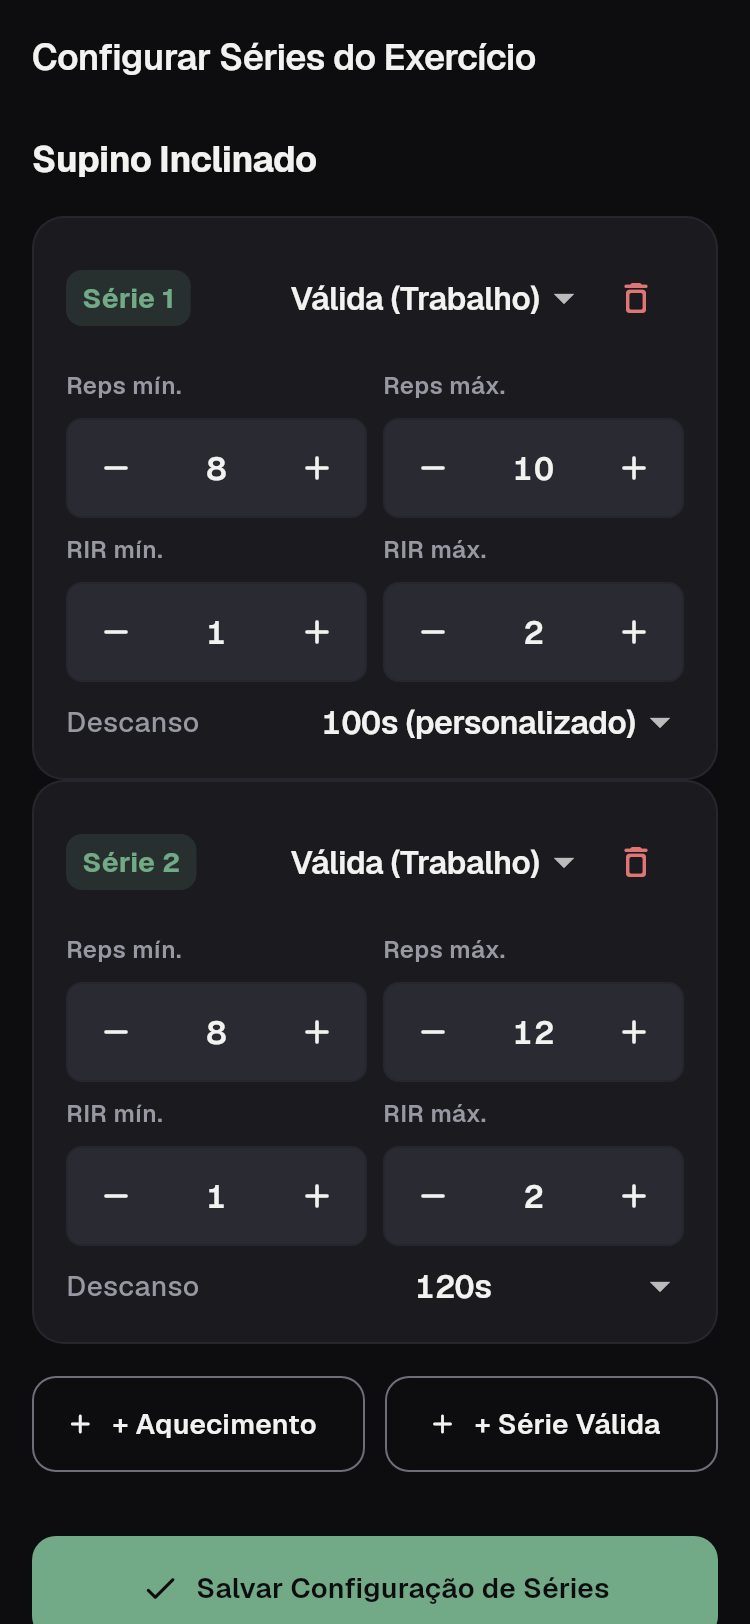 Configurar Séries do Exercício
Supino Inclinado
Série 1 Válida (Trabalho)
Reps mín. Reps máx.
− 8 + − 10 +
RIR mín. RIR máx.
− 1 + − 2 +
Descanso 100s (personalizado)
Série 2 Válida (Trabalho)
Reps mín. Reps máx.
− 8 + − 12 +
RIR mín. RIR máx.
− 1 + − 2 +
Descanso 120s
+ + Aquecimento + + Série Válida
Salvar Configuração de Séries